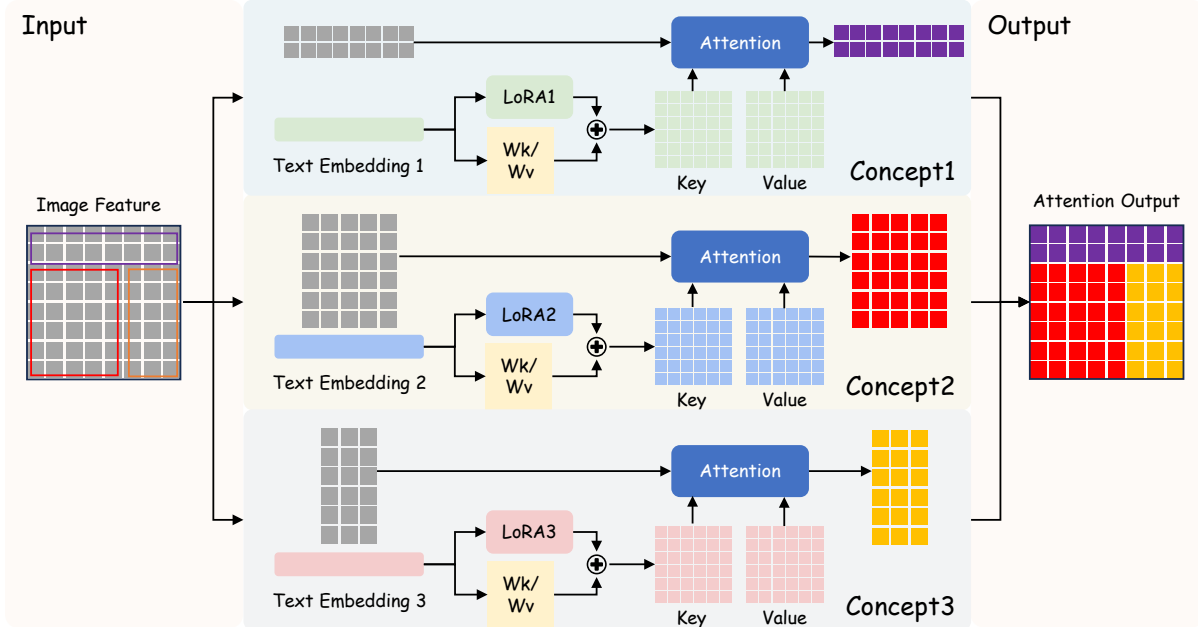 Input
Output
Image Feature
Attention
LoRA1
Wk/
Wv
Text Embedding 1
Key
Value
Concept1
Attention
LoRA2
Wk/
Wv
Text Embedding 2
Key
Value
Concept2
Attention
LoRA3
Wk/
Wv
Text Embedding 3
Key
Value
Concept3
Attention Output